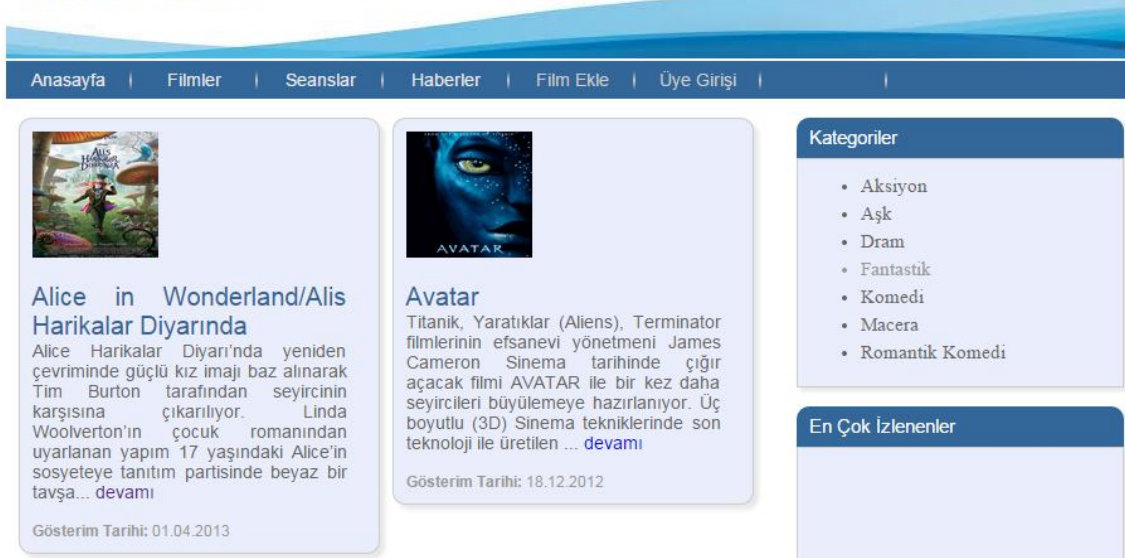 Anasayfa Filmler Seanslar Haberler Film Ekle Üye Girişi
ALİS
HARİKALAR
Alice in Wonderland/Alis
Harikalar Diyarında
Alice Harikalar Diyarı'nda yeniden
çevriminde güçlü kız imajı baz alınarak
Tim Burton tarafından seyircinin
karşısına çıkarılıyor. Linda
Woolverton'ın çocuk romanından
uyarlanan yapım 17 yaşındaki Alice'in
sosyeteye tanıtım partisinde beyaz bir
tavşa... devamı
Gösterim Tarihi: 01.04.2013
AVATAR
Avatar
Titanik, Yaratıklar (Aliens), Terminator
filmlerinin efsanevi yönetmeni James
Cameron Sinema tarihinde çığır
açacak filmi AVATAR ile bir kez daha
seyircileri büyülemeye hazırlanıyor. Üç
boyutlu (3D) Sinema tekniklerinde son
teknoloji ile üretilen ... devamı
Gösterim Tarihi: 18.12.2012
Kategoriler
Aksiyon
Aşk
Dram
Fantastik
Komedi
Macera
Romantik Komedi
En Çok İzlenenler